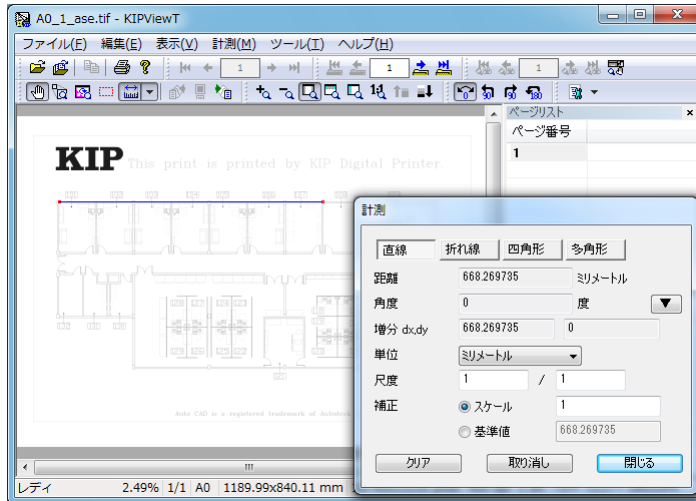 A0_1_ase.tif - KIPViewT
ファイル(F) 編集(E) 表示(V) 計測(M) ツール(T) ヘルプ(H)
1 1 1
ページリスト
ページ番号
1
KIP This print is printed by KIP Digital Printer.
計測
直線 折れ線 四角形 多角形
距離 668.269735 ミリメートル
角度 0 度
増分 dx,dy 668.269735 0
単位 ミリメートル
尺度 1 / 1
補正 スケール 1
基準値 668.269735
クリア 取り消し 閉じる
Auto CAD is a registered trademark of Autodesk
レディ 2.49% 1/1 A0 1189.99x840.11 mm